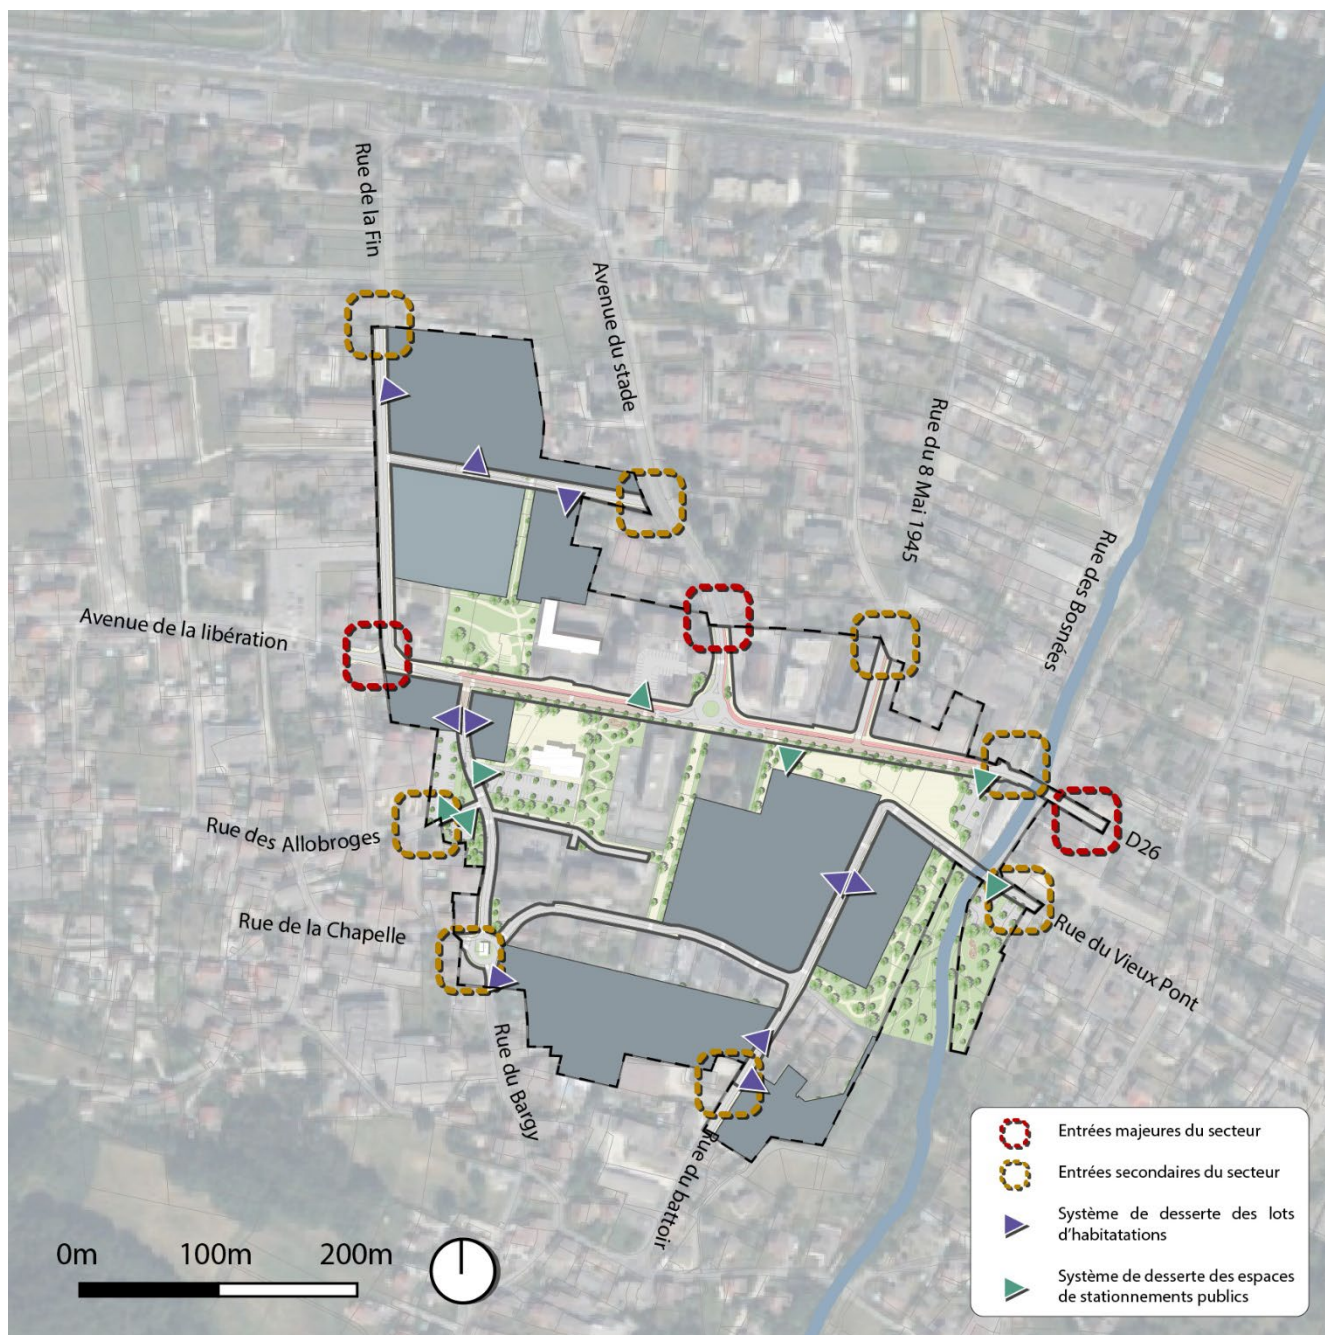 Rue de la Fin
Avenue du stade
Rue du 8 Mai 1945
Rue des Bosnées
Avenue de la libération
D26
Rue des Allobroges
Rue de la Chapelle
Rue du Vieux Pont
Rue du Bargy
Rue du battoir
0m 100m 200m
Entrées majeures du secteur
Entrées secondaires du secteur
Système de desserte des lots
d'habitatations
Système de desserte des espaces
de stationnements publics